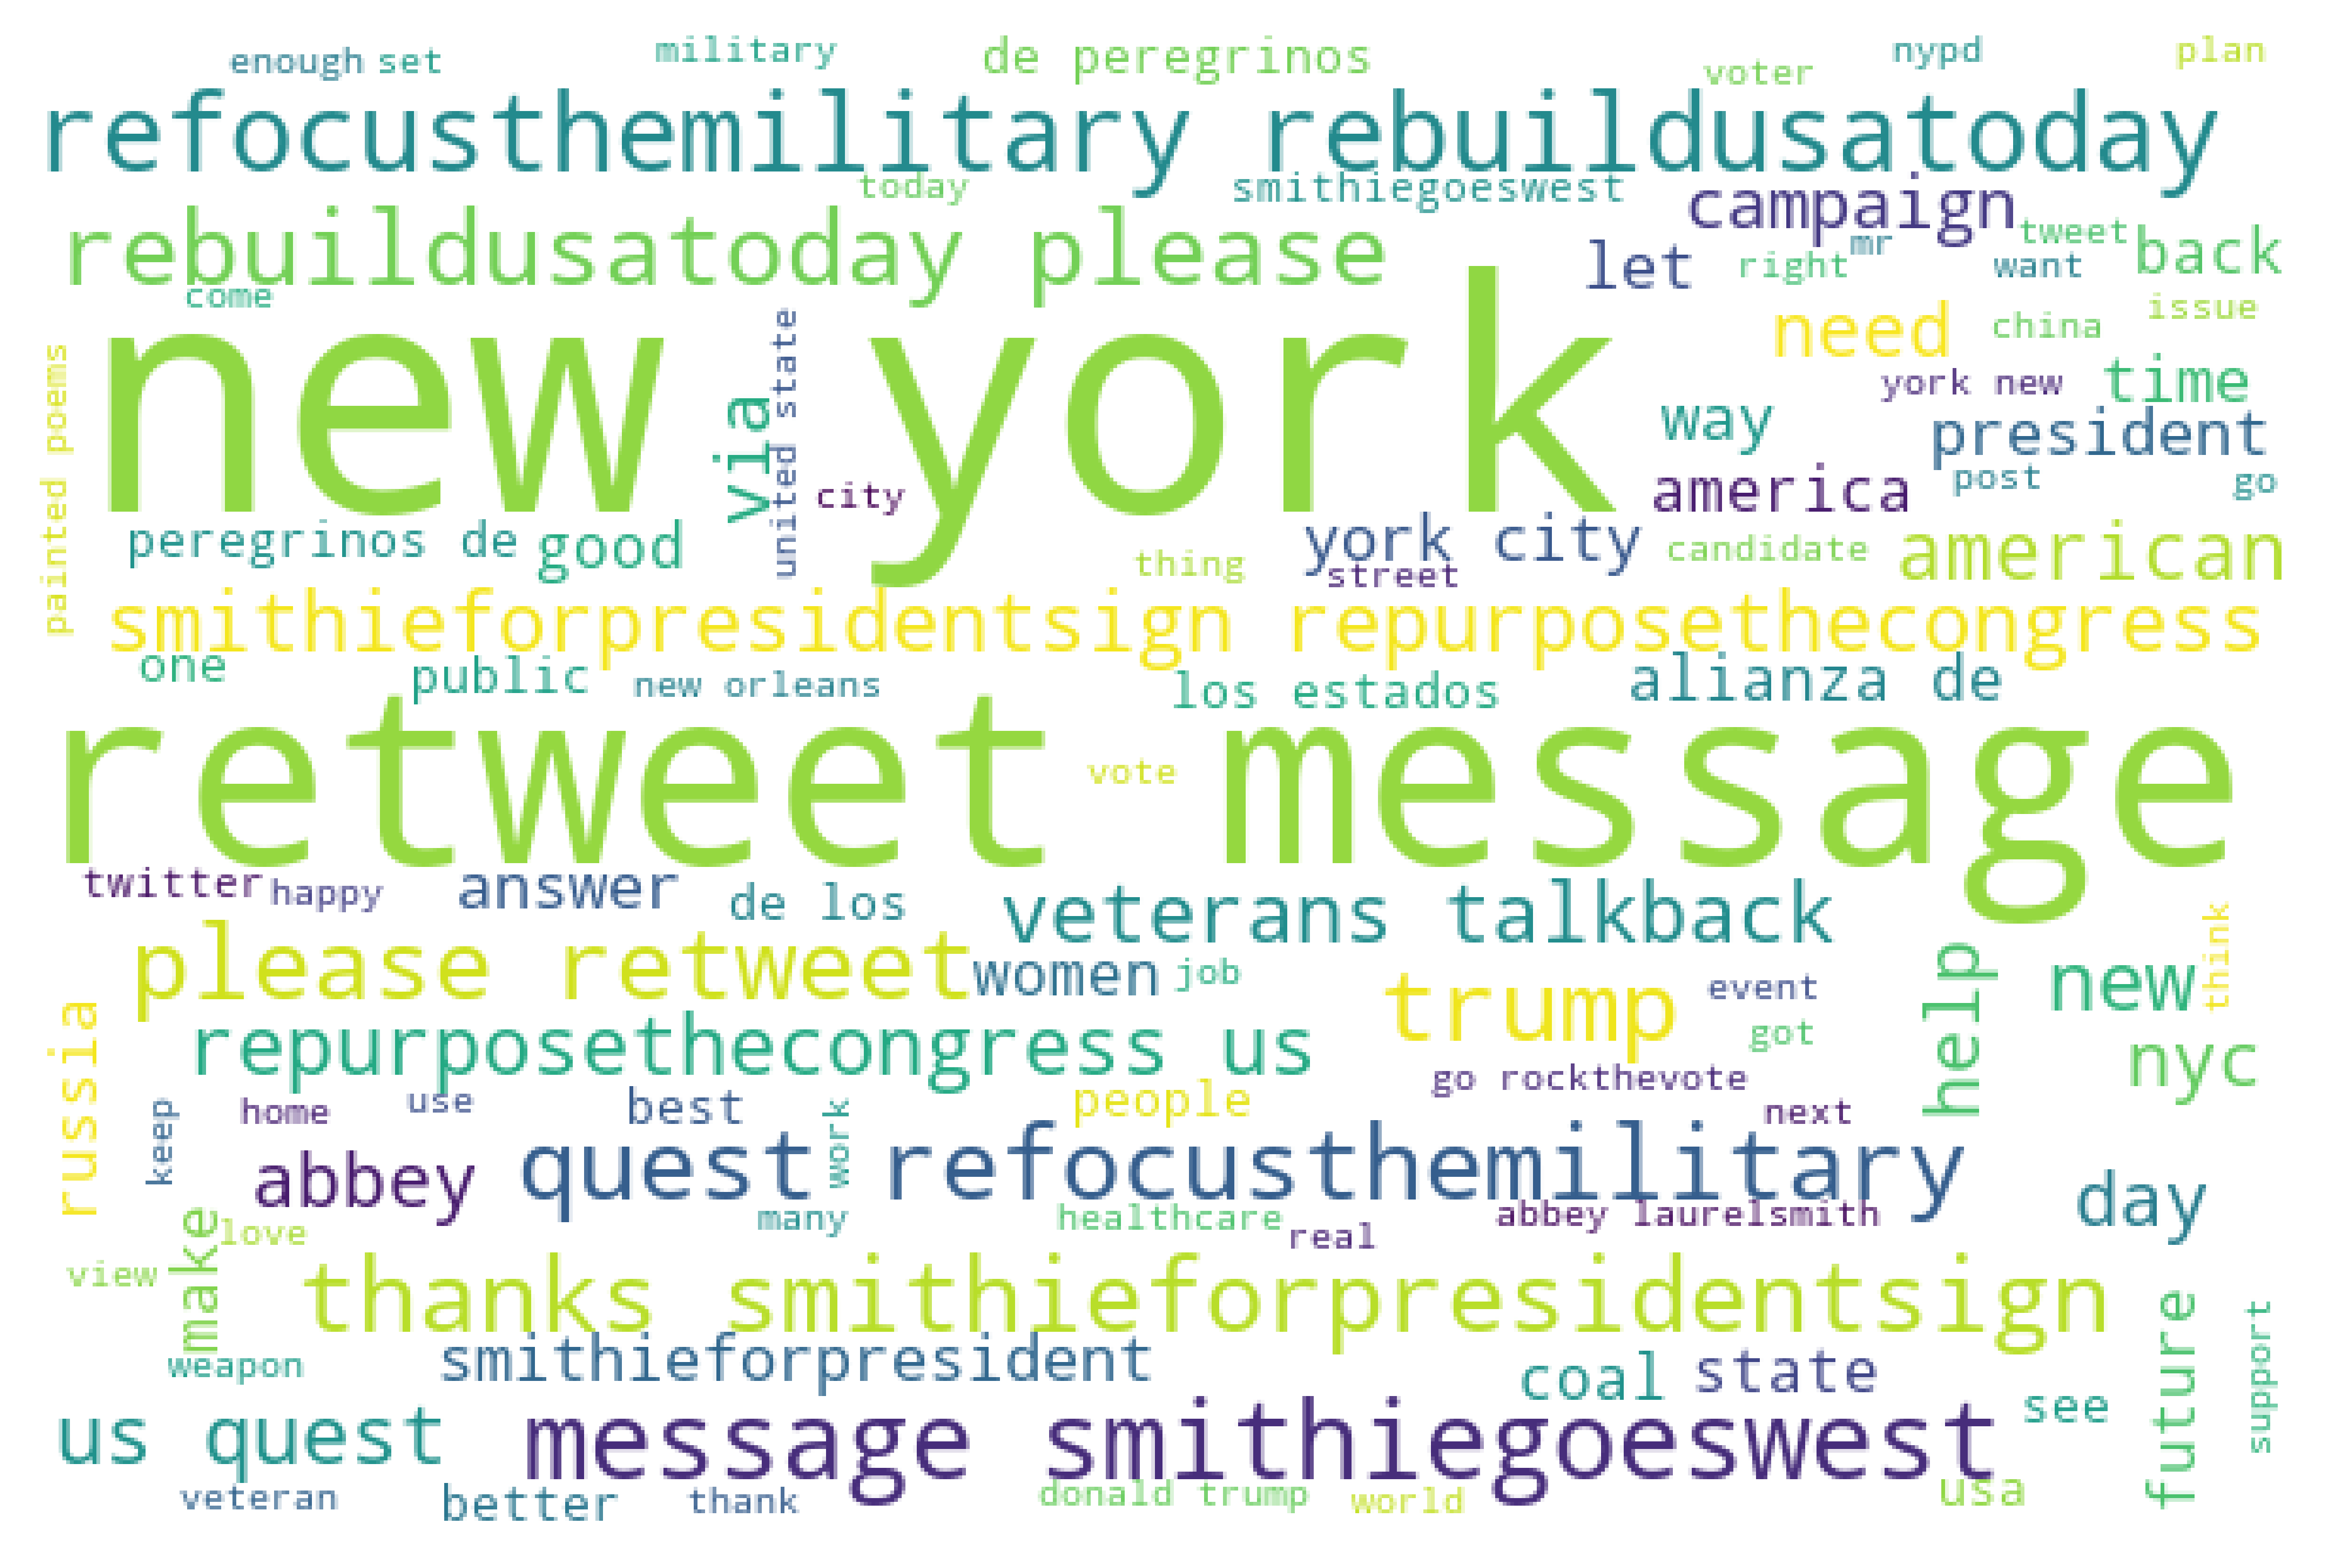 enough set military de peregrinos voter nypd plan
refocusthemilitary rebuildusatoday
today smithiegoeswest campaign
rebuildusatoday please let right mr tweet want back
come need china issue
new york
painted poems via united state york new time
way president
city america post go
peregrinos de good thing york city street candidate american
smithieforpresidentsign repurposethecongress
one public new orleans los estados alianza de
retweet message
vote
twitter happy answer de los veterans talkback
please retweet women job trump event help new think
russia repurposethecongress us got nyc
go rockthevote
keep home use best work people next
abbey quest refocusthemilitary day
many healthcare real abbey laurelsmith
make love
view thanks smithieforpresidentsign future support
weapon smithieforpresident coal state
us quest message smithiegoeswest see
veteran better thank donald trump world usa